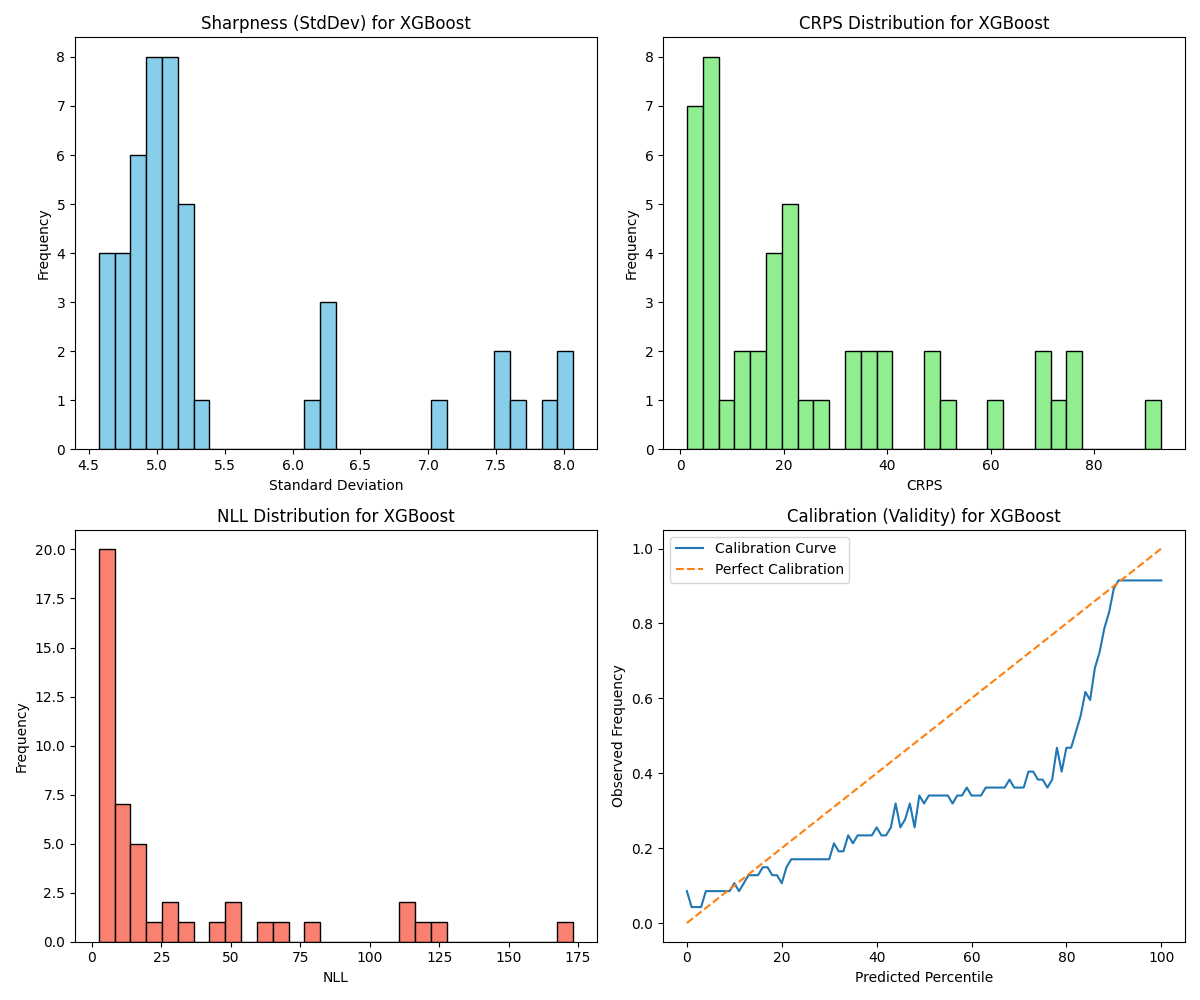 Sharpness (StdDev) for XGBoost
Frequency
8
7
6
5
4
3
2
1
0
4.5 5.0 5.5 6.0 6.5 7.0 7.5 8.0
Standard Deviation
CRPS Distribution for XGBoost
Frequency
8
7
6
5
4
3
2
1
0
0 20 40 60 80
CRPS
NLL Distribution for XGBoost
Frequency
20.0
17.5
15.0
12.5
10.0
7.5
5.0
2.5
0.0
0 25 50 75 100 125 150 175
NLL
Calibration (Validity) for XGBoost
Calibration Curve
Perfect Calibration
Observed Frequency
1.0
0.8
0.6
0.4
0.2
0.0
0 20 40 60 80 100
Predicted Percentile